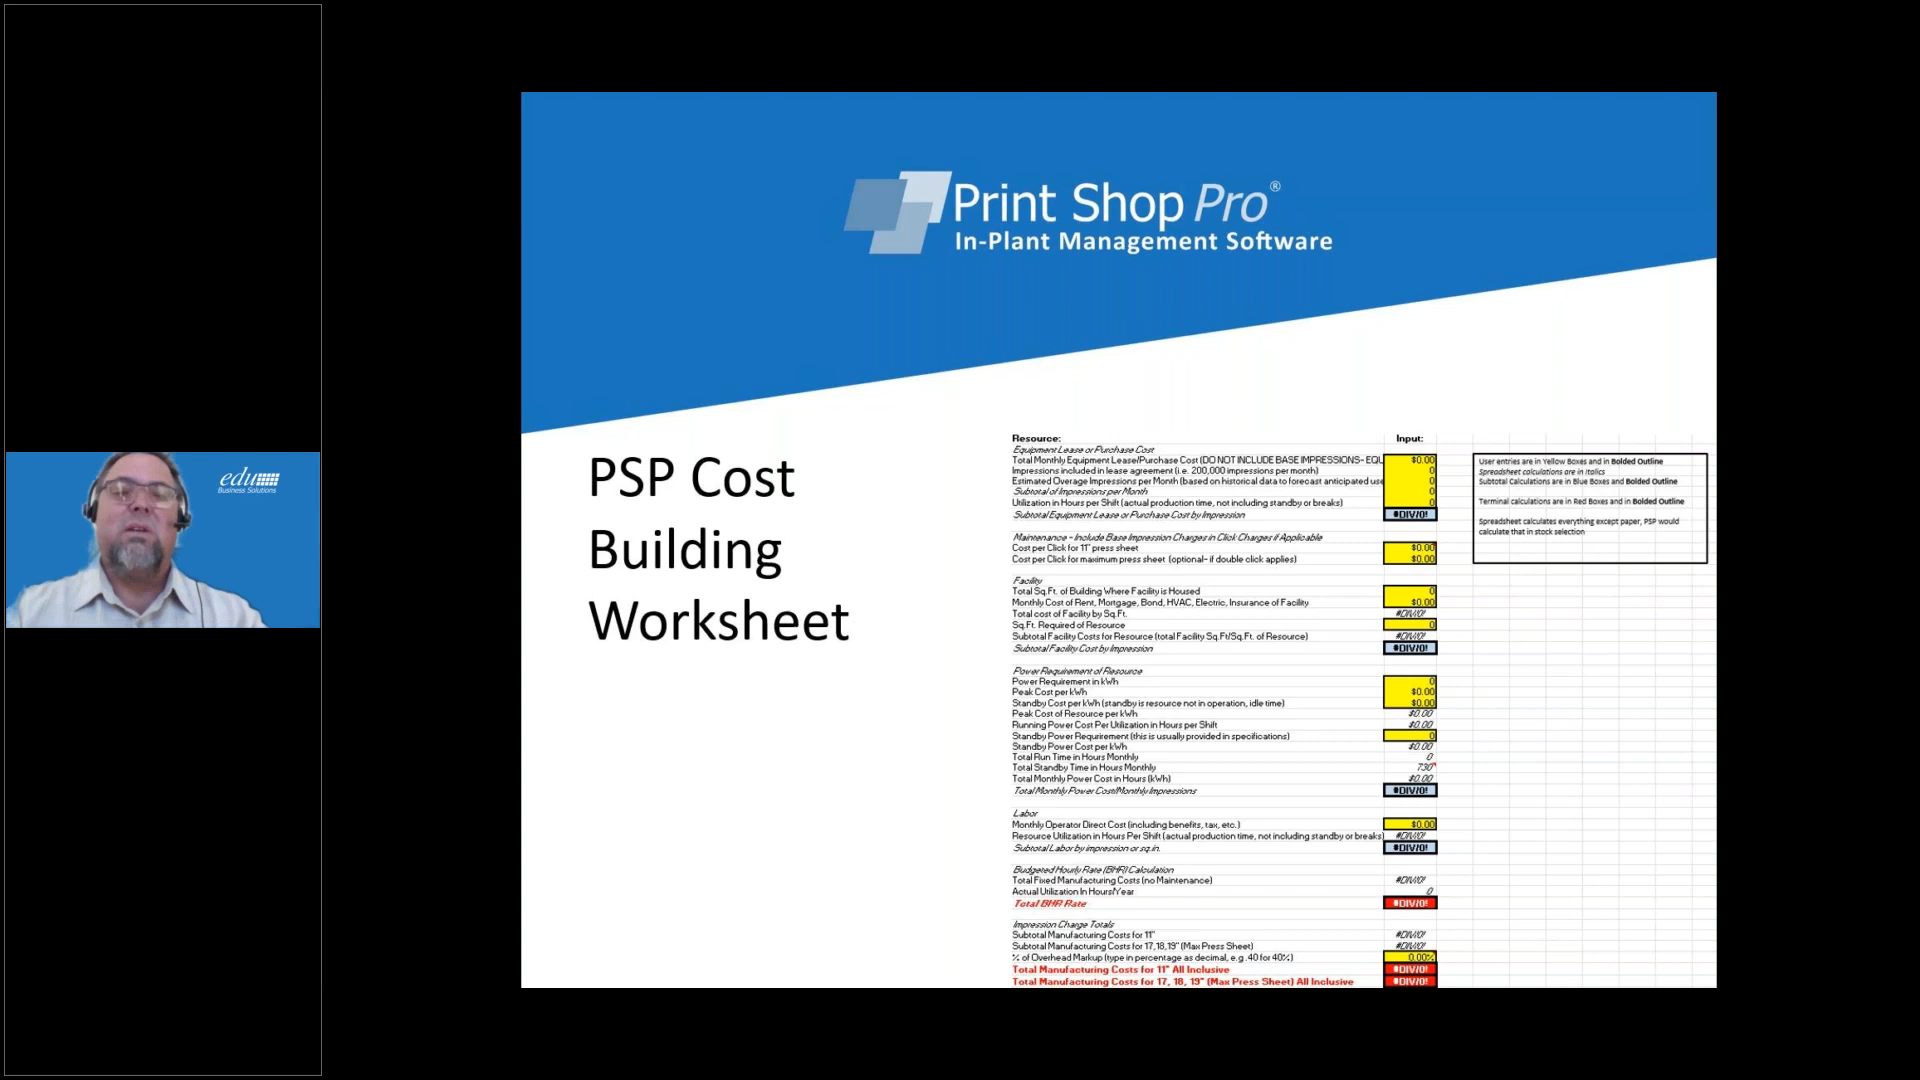 edu
Business Solutions
Print Shop Pro®
In-Plant Management Software
PSP Cost
Building
Worksheet
Resource: Input:
Equipment Lease or Purchase Cost
Total Monthly Equipment Lease/Purchase Cost (DO NOT INCLUDE BASE IMPRESSIONS- EQU $0.00
Impressions included in lease agreement (i.e. 200,000 impressions per month) 0
Estimated Overage Impressions per Month (based on historical data to forecast anticipated use 0
Subtotal of Impressions per Month 0
Utilization in Hours per Shift (actual production time, not including standby or breaks) 0
Subtotal Equipment Lease or Purchase Cost by Impression #DIV/0!
Maintenance - Include Base Impression Charges in Click Charges if Applicable
Cost per Click for 11" press sheet $0.00
Cost per Click for maximum press sheet (optional- if double click applies) $0.00
Facility
Total Sq.Ft. of Building Where Facility is Housed 0
Monthly Cost of Rent, Mortgage, Bond, HVAC, Electric, Insurance of Facility $0.00
Total cost of Facility by Sq.Ft. #DIV/0!
Sq.Ft. Required of Resource 0
Subtotal Facility Costs for Resource (total Facility Sq.Ft/Sq.Ft. of Resource) #DIV/0!
Subtotal Facility Cost by Impression #DIV/0!
Power Requirement of Resource
Power Requirement in kWh 0
Peak Cost per kWh $0.00
Standby Cost per kWh (standby is resource not in operation, idle time) $0.00
Peak Cost of Resource per kWh $0.00
Running Power Cost Per Utilization in Hours per Shift $0.00
Standby Power Requirement (this is usually provided in specifications) 0
Standby Power Cost per kWh $0.00
Total Run Time in Hours Monthly 0
Total Standby Time in Hours Monthly 730
Total Monthly Power Cost in Hours (kWh) $0.00
Total Monthly Power Cost/Monthly Impressions #DIV/0!
Labor
Monthly Operator Direct Cost (including benefits, tax, etc.) $0.00
Resource Utilization in Hours Per Shift (actual production time, not including standby or breaks) #DIV/0!
Subtotal Labor by impression or sq.in. #DIV/0!
Budgeted Hourly Rate (BHR) Calculation
Total Fixed Manufacturing Costs (no Maintenance) #DIV/0!
Actual Utilization In Hours/Year 0
Total BHR Rate #DIV/0!
Impression Charge Totals
Subtotal Manufacturing Costs for 11" #DIV/0!
Subtotal Manufacturing Costs for 17,18,19" (Max Press Sheet) #DIV/0!
% of Overhead Markup (type in percentage as decimal, e.g .40 for 40%) 0.00%
Total Manufacturing Costs for 11" All Inclusive #DIV/0!
Total Manufacturing Costs for 17, 18, 19" (Max Press Sheet) All Inclusive #DIV/0!
User entries are in Yellow Boxes and in Bolded Outline
Spreadsheet calculations are in Italics
Subtotal Calculations are in Blue Boxes and Bolded Outline
Terminal calculations are in Red Boxes and in Bolded Outline
Spreadsheet calculates everything except paper, PSP would
calculate that in stock selection